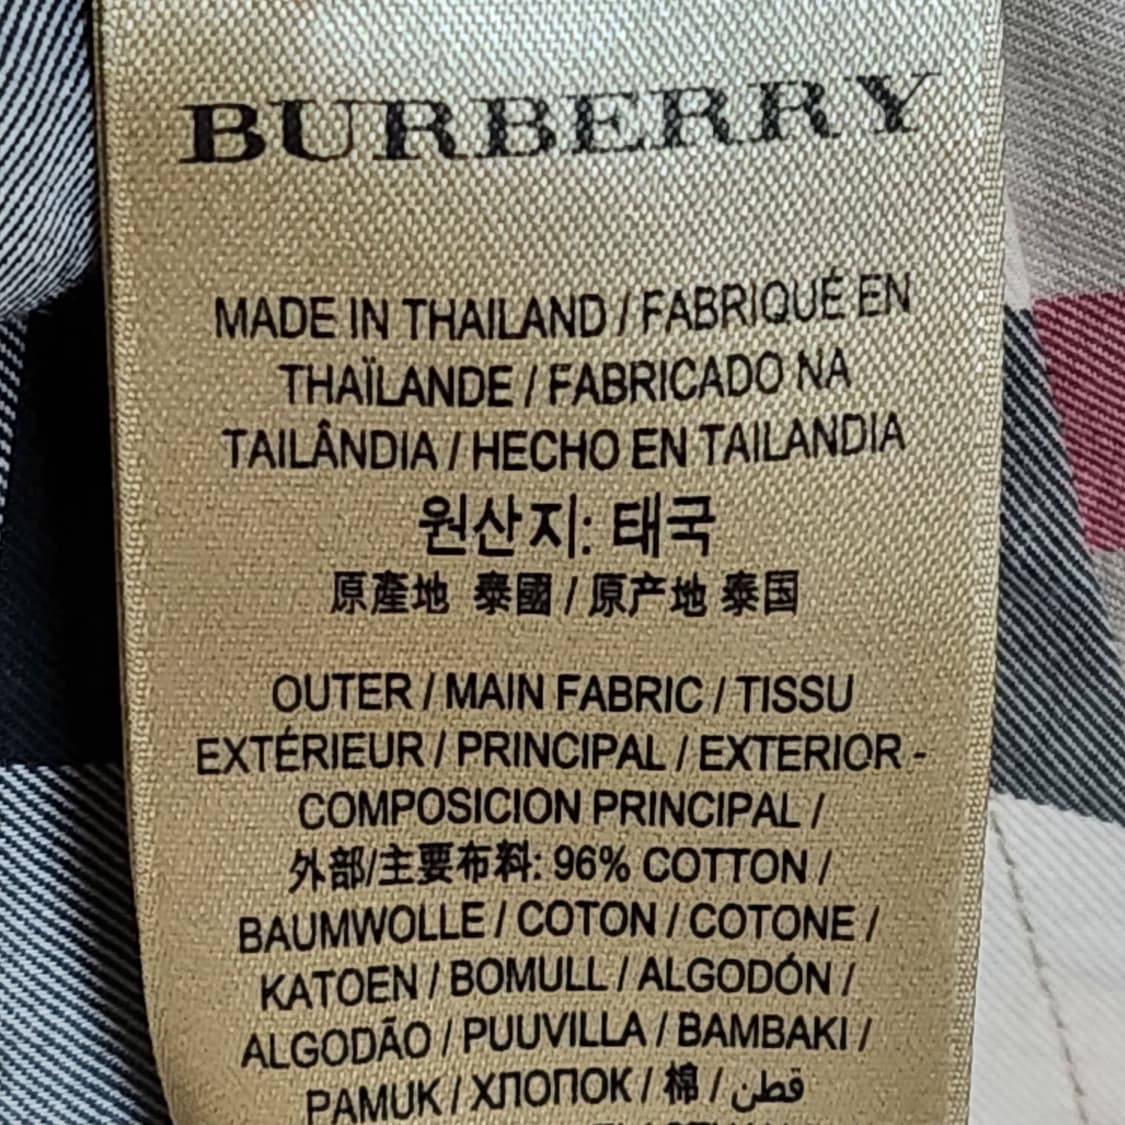 BURBERRY
MADE IN THAILAND / FABRIQUÉ EN
THAÏLANDE / FABRICADO NA
TAILÂNDIA / HECHO EN TAILANDIA
원산지: 태국
原產地 泰國 / 原产地 泰国
OUTER / MAIN FABRIC / TISSU
EXTÉRIEUR / PRINCIPAL / EXTERIOR -
COMPOSICION PRINCIPAL /
外部/主要布料: 96% COTTON /
BAUMWOLLE / COTON / COTONE /
KATOEN / BOMULL / ALGODÓN /
ALGODÃO / PUUVILLA / BAMBAKI /
PAMUK / ХЛОПОК / 棉 / قطن